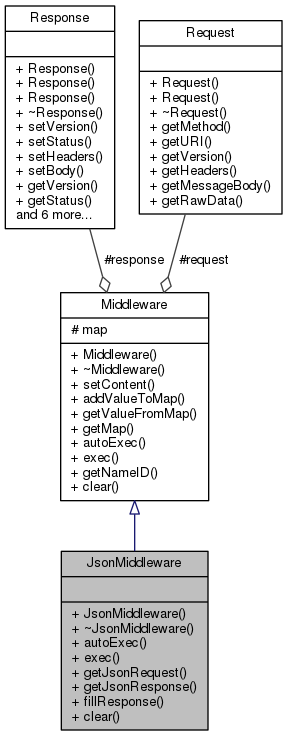 Response
+ Response()
+ Response()
+ Response()
+ ~Response()
+ setVersion()
+ setStatus()
+ setHeaders()
+ setBody()
+ getVersion()
+ getStatus()
and 6 more...
Request
+ Request()
+ Request()
+ ~Request()
+ getMethod()
+ getURI()
+ getVersion()
+ getHeaders()
+ getMessageBody()
+ getRawData()
#response
#request
Middleware
# map
+ Middleware()
+ ~Middleware()
+ setContent()
+ addValueToMap()
+ getValueFromMap()
+ getMap()
+ autoExec()
+ exec()
+ getNameID()
+ clear()
JsonMiddleware
+ JsonMiddleware()
+ ~JsonMiddleware()
+ autoExec()
+ exec()
+ getJsonRequest()
+ getJsonResponse()
+ fillResponse()
+ clear()